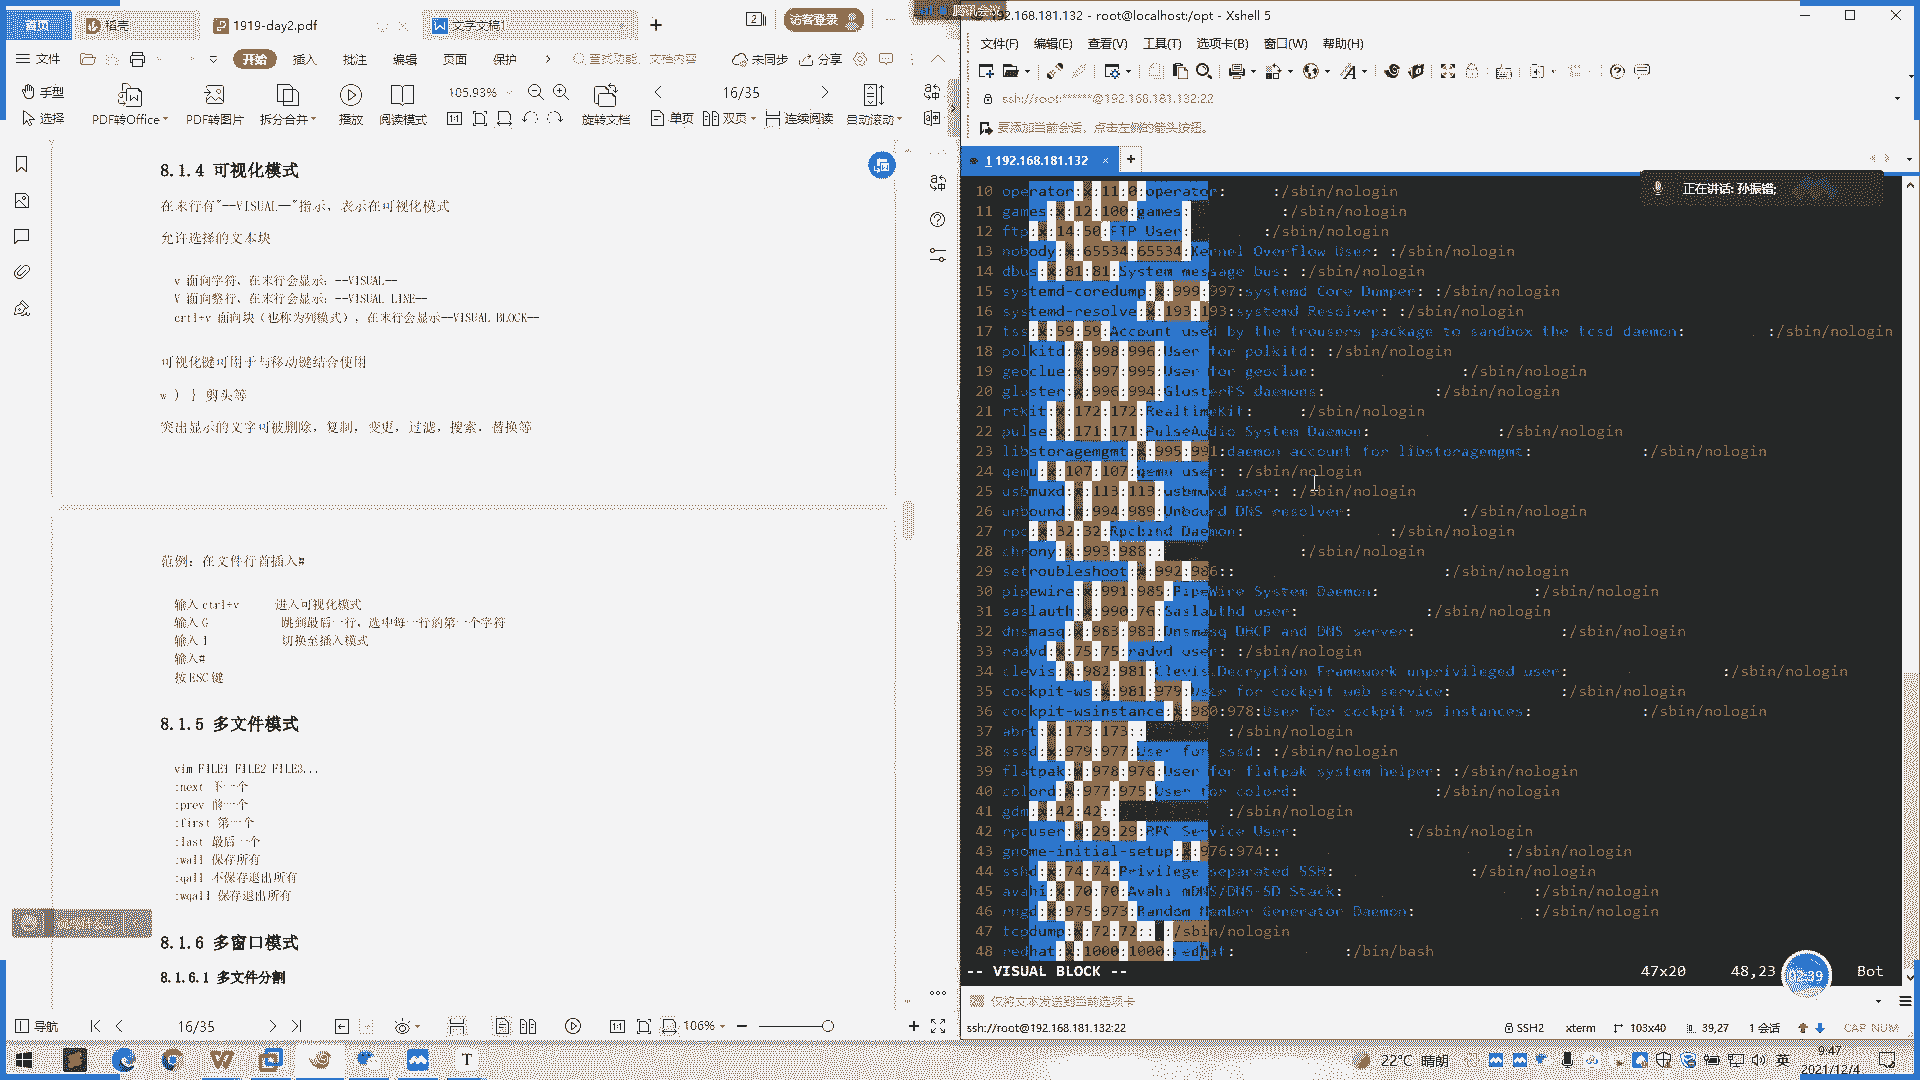 首页 稻壳 1919-day2.pdf 文字文稿1 + 访客登录
文件 开始 插入 批注 编辑 页面 保护 查找功能、文档内容 未同步 分享
手型 105.93% 16/35
选择 PDF转Office PDF转图片 拆分合并 播放 阅读模式 旋转文档 单页 双页 连续阅读 自动滚动
8.1.4 可视化模式
在末行有"--VISUAL--"指示，表示在可视化模式
允许选择的文本块
v 面向字符，在末行会显示：--VISUAL--
V 面向整行，在末行会显示：--VISUAL LINE--
ctrl+v 面向块（也称为列模式），在末行会显示--VISUAL BLOCK--
可视化键可用于与移动键结合使用
w ) } 剪头等
突出显示的文字可被删除，复制，变更，过滤，搜索，替换等
范例：在文件行首插入#
输入ctrl+v 进入可视化模式
输入G 跳到最后一行，选中每一行的第一个字符
输入I 切换至插入模式
输入#
按ESC键
8.1.5 多文件模式
vim FILE1 FILE2 FILE3...
:next 下一个
:prev 前一个
:first 第一个
:last 最后一个
:wall 保存所有
:qall 不保存退出所有
:wqall 保存退出所有
8.1.6 多窗口模式
8.1.6.1 多文件分割
导航 16/35 106%
腾讯会议
192.168.181.132 - root@localhost:/opt - Xshell 5
文件(F) 编辑(E) 查看(V) 工具(T) 选项卡(B) 窗口(W) 帮助(H)
ssh://root:******@192.168.181.132:22
要添加当前会话，点击左侧的箭头按钮。
1 192.168.181.132
正在讲话: 孙振锴;
10 operator:x:11:0:operator: :/sbin/nologin
11 games:x:12:100:games: :/sbin/nologin
12 ftp:x:14:50:FTP User: :/sbin/nologin
13 nobody:x:65534:65534:Kernel Overflow User: :/sbin/nologin
14 dbus:x:81:81:System message bus: :/sbin/nologin
15 systemd-coredump:x:999:997:systemd Core Dumper: :/sbin/nologin
16 systemd-resolve:x:193:193:systemd Resolver: :/sbin/nologin
17 tss:x:59:59:Account used by the trousers package to sandbox the tcsd daemon: :/sbin/nologin
18 polkitd:x:998:996:User for polkitd: :/sbin/nologin
19 geoclue:x:997:995:User for geoclue: :/sbin/nologin
20 gluster:x:996:994:GlusterFS daemons: :/sbin/nologin
21 rtkit:x:172:172:RealtimeKit: :/sbin/nologin
22 pulse:x:171:171:PulseAudio System Daemon: :/sbin/nologin
23 libstoragemgmt:x:995:991:daemon account for libstoragemgmt: :/sbin/nologin
24 qemu:x:107:107:qemu user: :/sbin/nologin
25 usbmuxd:x:113:113:usbmuxd user: :/sbin/nologin
26 unbound:x:994:989:Unbound DNS resolver: :/sbin/nologin
27 rpc:x:32:32:Rpcbind Daemon: :/sbin/nologin
28 chrony:x:993:988:: :/sbin/nologin
29 setroubleshoot:x:992:986:: :/sbin/nologin
30 pipewire:x:991:985:PipeWire System Daemon: :/sbin/nologin
31 saslauth:x:990:76:Saslauthd user: :/sbin/nologin
32 dnsmasq:x:983:983:Dnsmasq DHCP and DNS server: :/sbin/nologin
33 radvd:x:75:75:radvd user: :/sbin/nologin
34 clevis:x:982:981:Clevis Decryption Framework unprivileged user: :/sbin/nologin
35 cockpit-ws:x:981:979:User for cockpit web service: :/sbin/nologin
36 cockpit-wsinstance:x:980:978:User for cockpit-ws instances: :/sbin/nologin
37 abrt:x:173:173:: :/sbin/nologin
38 sssd:x:979:977:User for sssd: :/sbin/nologin
39 flatpak:x:978:976:User for flatpak system helper: :/sbin/nologin
40 colord:x:977:975:User for colord: :/sbin/nologin
41 gdm:x:42:42:: :/sbin/nologin
42 rpcuser:x:29:29:RPC Service User: :/sbin/nologin
43 gnome-initial-setup:x:976:974:: :/sbin/nologin
44 sshd:x:74:74:Privilege-separated SSH: :/sbin/nologin
45 avahi:x:70:70:Avahi mDNS/DNS-SD Stack: :/sbin/nologin
46 rngd:x:975:973:Random Number Generator Daemon: :/sbin/nologin
47 tcpdump:x:72:72:: :/sbin/nologin
48 redhat:x:1000:1000:redhat: :/bin/bash
-- VISUAL BLOCK -- 47x20 48,23 Bot
02:39
仅将文本发送到当前选项卡
ssh://root@192.168.181.132:22 SSH2 xterm 103x40 39,27 1 会话 CAP NUM
22°C 晴朗 英 9:47
2021/12/4